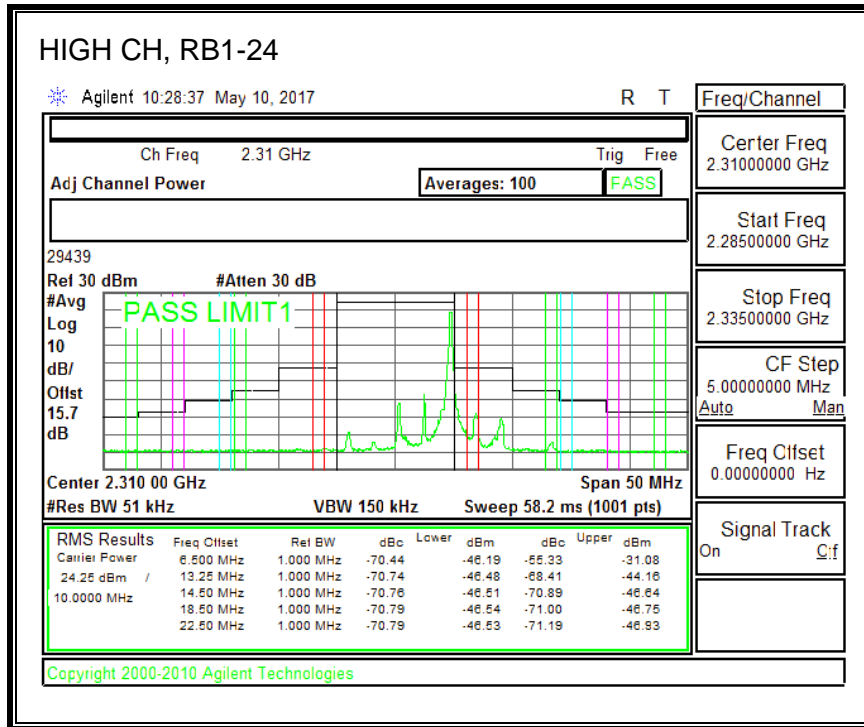 HIGH CH, RB1-24
Agilent 10:28:37 May 10, 2017 R T
Freq/Channel
Ch Freq 2.31 GHz Trig Free
Adj Channel Power Averages: 100 PASS
Center Freq
2.31000000 GHz
Start Freq
2.28500000 GHz
Stop Freq
2.33500000 GHz
CF Step
5.00000000 MHz
Auto Man
Freq Offset
0.00000000 Hz
Signal Track
On Off
29439
Ref 30 dBm #Atten 30 dB
#Avg
Log
10
dB/
Offst
15.7
dB
PASS LIMIT1
Center 2.310 00 GHz Span 50 MHz
#Res BW 51 kHz VBW 150 kHz Sweep 58.2 ms (1001 pts)
RMS Results Freq Offset Ref BW dBc Lower dBm dBc Upper dBm
Carrier Power 6.500 MHz 1.000 MHz -70.44 -46.19 -55.33 -31.08
24.25 dBm / 13.25 MHz 1.000 MHz -70.74 -46.48 -68.41 -44.16
10.0000 MHz 14.50 MHz 1.000 MHz -70.76 -46.51 -70.89 -46.64
18.50 MHz 1.000 MHz -70.79 -46.54 -71.00 -46.75
22.50 MHz 1.000 MHz -70.79 -46.53 -71.19 -46.93
Copyright 2000-2010 Agilent Technologies